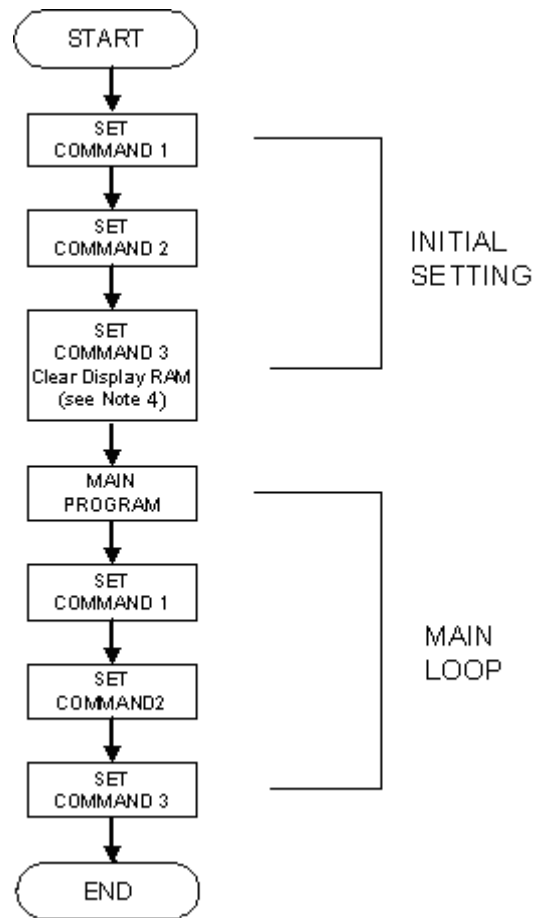 START
SET
COMMAND 1
SET
COMMAND 2
SET
COMMAND 3
Clear Display RAM
(see Note 4)
INITIAL
SETTING
MAIN
PROGRAM
SET
COMMAND 1
SET
COMMAND2
SET
COMMAND 3
MAIN
LOOP
END